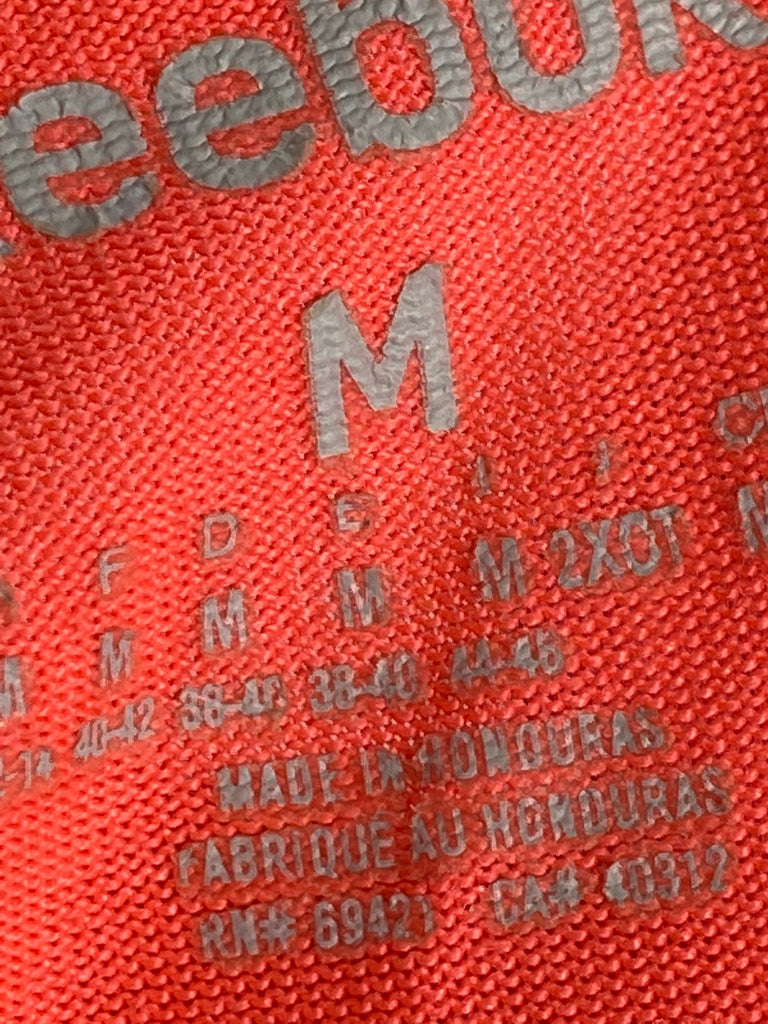 Reebok
M
F D E I J
M M M M 2XOT
40-42 38-40 38-40 44-46
MADE IN HONDURAS
FABRIQUÉ AU HONDURAS
RN# 69421 CA# 40312